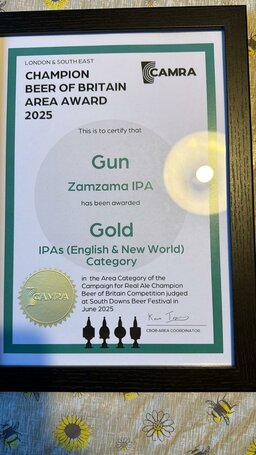 LONDON & SOUTH EAST
CHAMPION
BEER OF BRITAIN
AREA AWARD
2025
CAMRA
This is to certify that
Gun
Zamzama IPA
has been awarded
Gold
IPAs (English & New World)
Category
in the Area Category of the
Campaign for Real Ale Champion
Beer of Britain Competition judged
at South Downs Beer Festival in
June 2025
CAMRA
CBOB AREA COORDINATOR